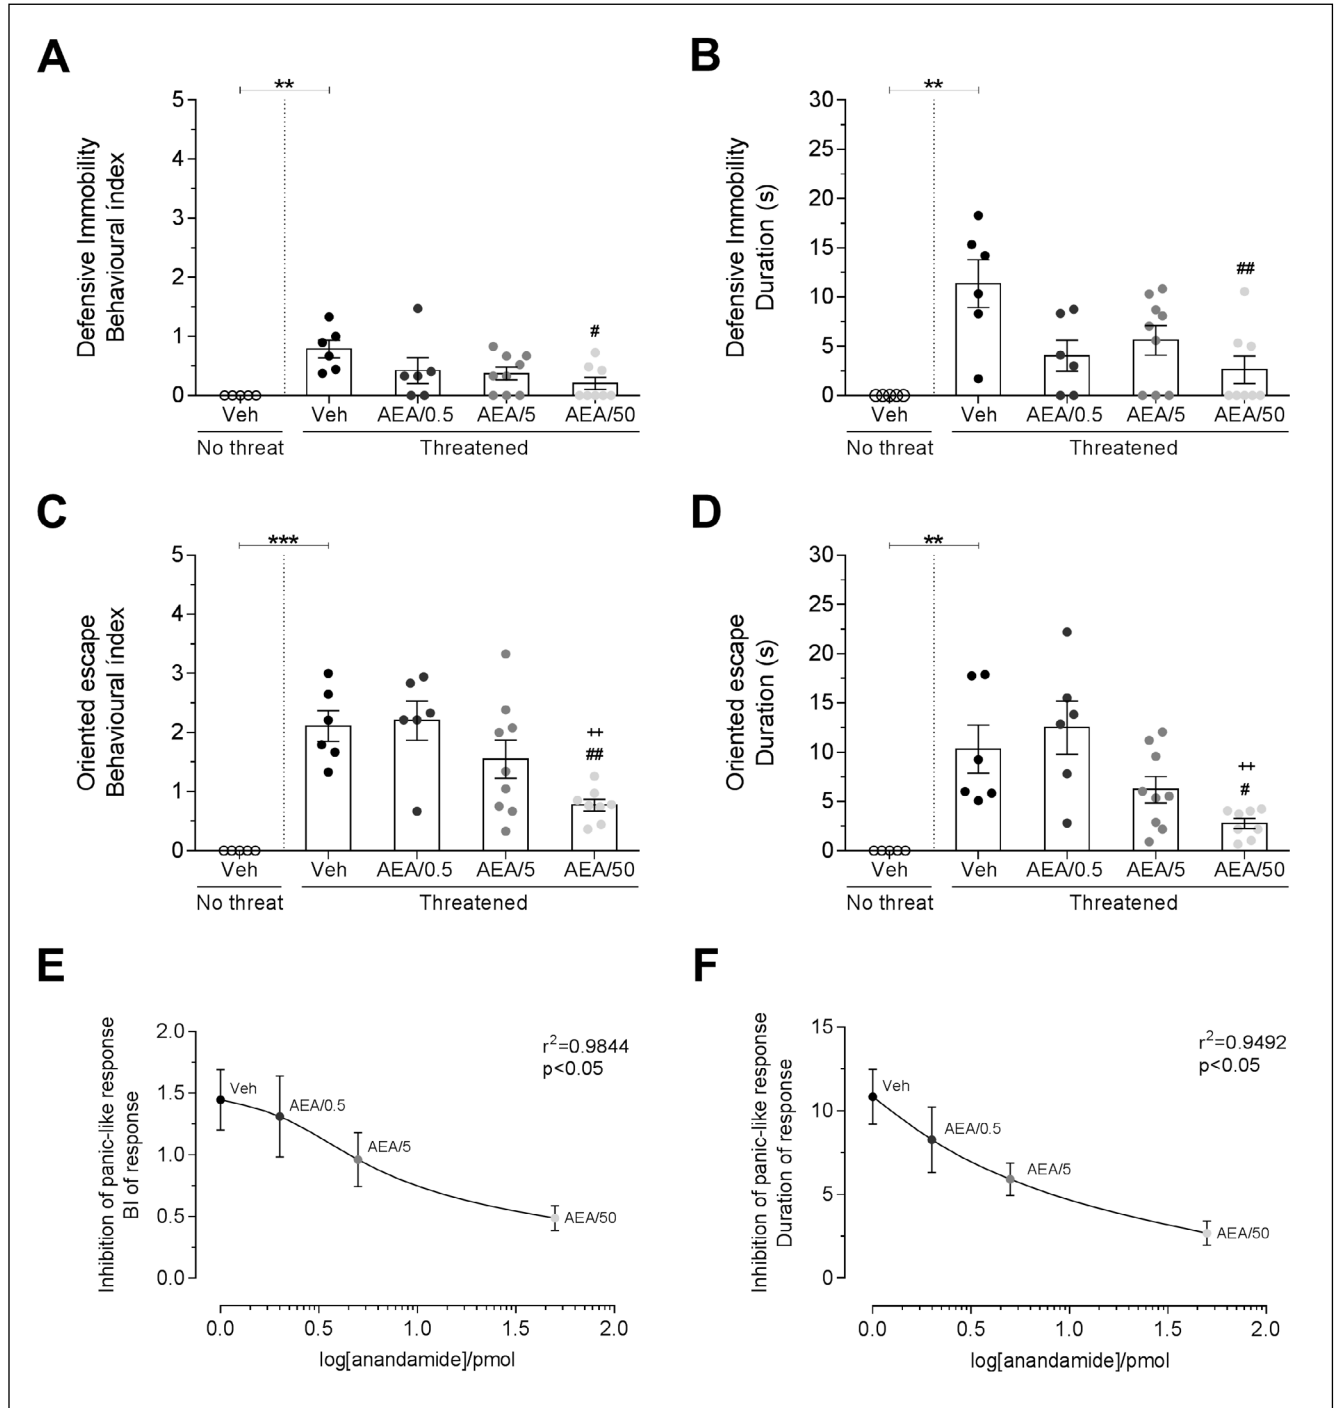 A
Defensive Immobility
Behavioural índex
**
5
4
3
2
1
0
#
Veh
Veh
AEA/0.5
AEA/5
AEA/50
No threat
Threatened
B
Defensive Immobility
Duration (s)
**
30
25
20
15
10
5
0
##
Veh
Veh
AEA/0.5
AEA/5
AEA/50
No threat
Threatened
C
Oriented escape
Behavioural índex
***
5
4
3
2
1
0
++
##
Veh
Veh
AEA/0.5
AEA/5
AEA/50
No threat
Threatened
D
Oriented escape
Duration (s)
**
30
25
20
15
10
5
0
++
#
Veh
Veh
AEA/0.5
AEA/5
AEA/50
No threat
Threatened
E
Inhibition of panic-like response
BI of response
2.0
1.5
1.0
0.5
0.0
r²=0.9844
p<0.05
Veh
AEA/0.5
AEA/5
AEA/50
0.0
0.5
1.0
1.5
2.0
log[anandamide]/pmol
F
Inhibition of panic-like response
Duration of response
15
10
5
0
r²=0.9492
p<0.05
Veh
AEA/0.5
AEA/5
AEA/50
0.0
0.5
1.0
1.5
2.0
log[anandamide]/pmol